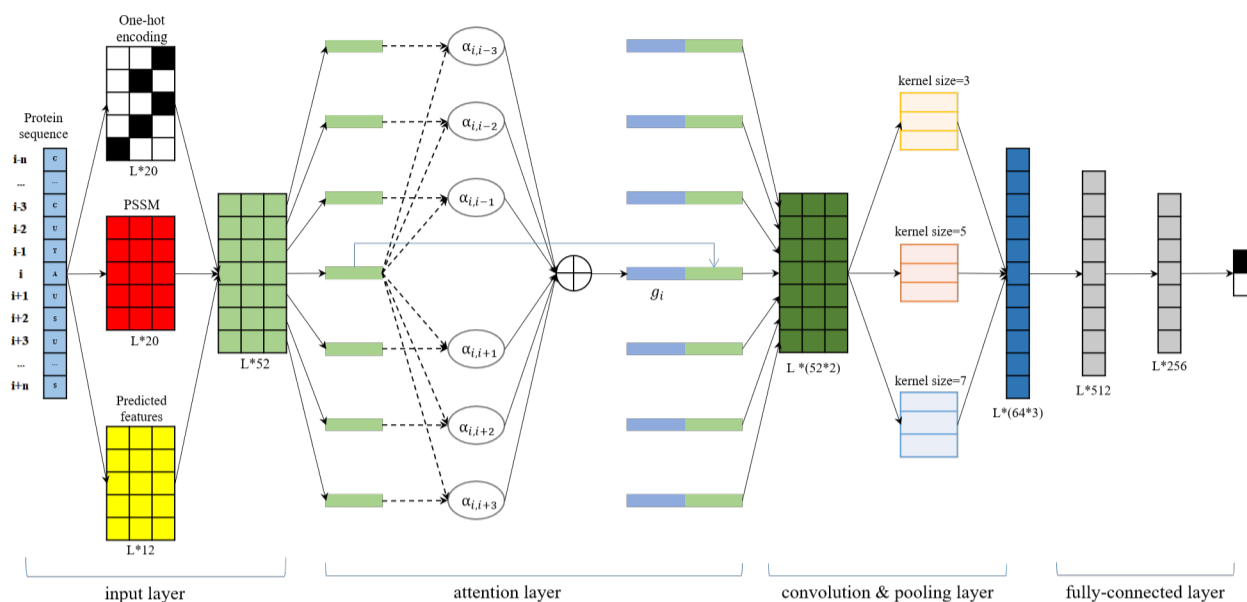 One-hot
encoding
L*20
Protein
sequence
i-n C
... ...
i-3 C
i-2 U
i-1 T
i A
i+1 U
i+2 S
i+3 U
... ...
i+n S
PSSM
L*20
Predicted
features
L*12
L*52
α_{i,i−3}
α_{i,i−2}
α_{i,i−1}
α_{i,i+1}
α_{i,i+2}
α_{i,i+3}
g_i
L *(52*2)
kernel size=3
kernel size=5
kernel size=7
L*(64*3)
L*512
L*256
input layer
attention layer
convolution & pooling layer
fully-connected layer